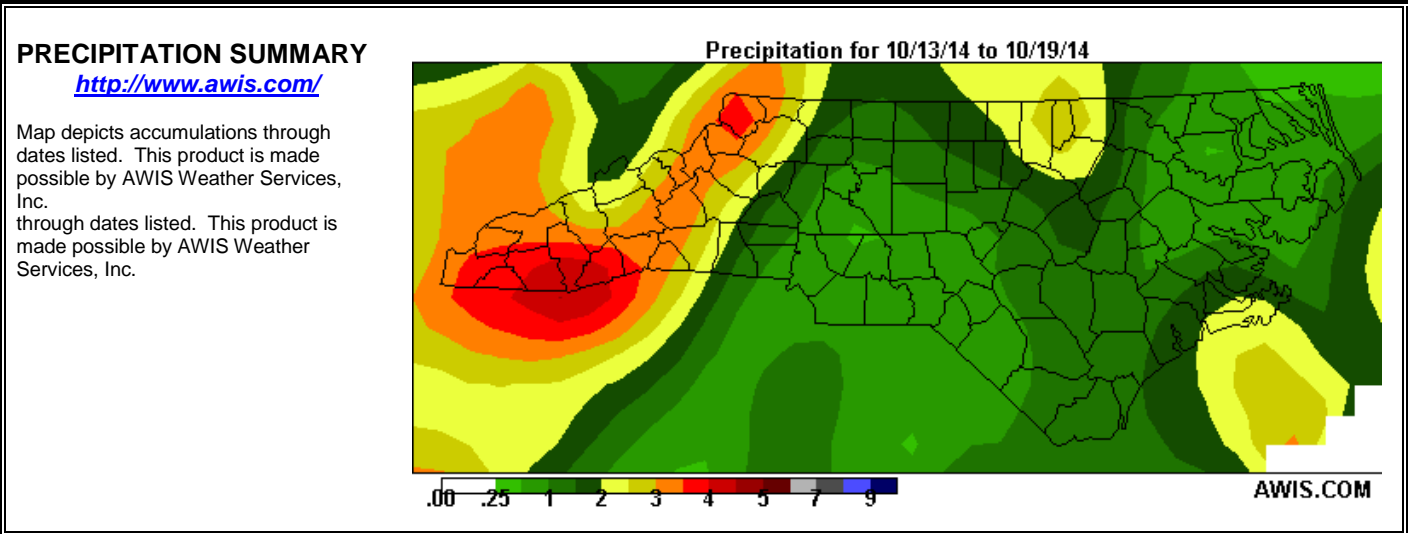 PRECIPITATION SUMMARY
http://www.awis.com/
Map depicts accumulations through
dates listed.  This product is made
possible by AWIS Weather Services,
Inc.
through dates listed.  This product is
made possible by AWIS Weather
Services, Inc.
Precipitation for 10/13/14 to 10/19/14
.00 .25 1 2 3 4 5 7 9
AWIS.COM